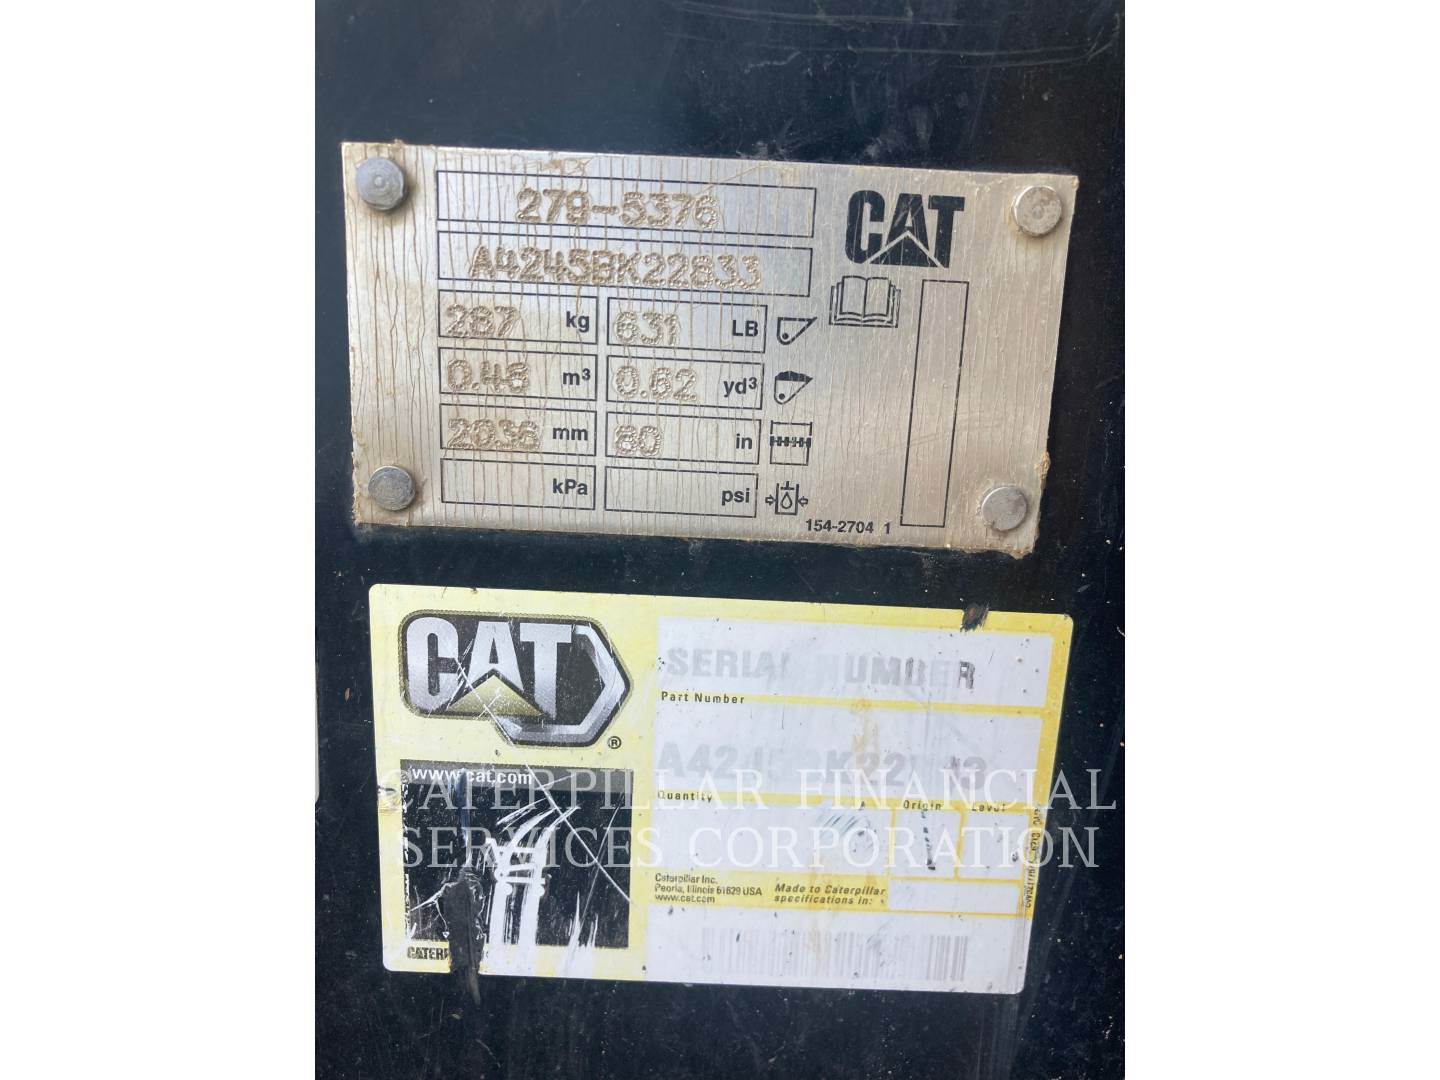 279-5376
CAT
A4245BK22833
287 kg 631 LB
0.48 m³ 0.62 yd³
2036 mm 80 in
kPa psi
154-2704 1
CAT ®
SERIAL NUMBER
Part Number
www.cat.com
Quantity Origin Level
CATERPILLAR FINANCIAL
SERVICES CORPORATION
Caterpillar Inc.
Peoria, Illinois 61629 USA
www.cat.com
Made to Caterpillar
specifications in: